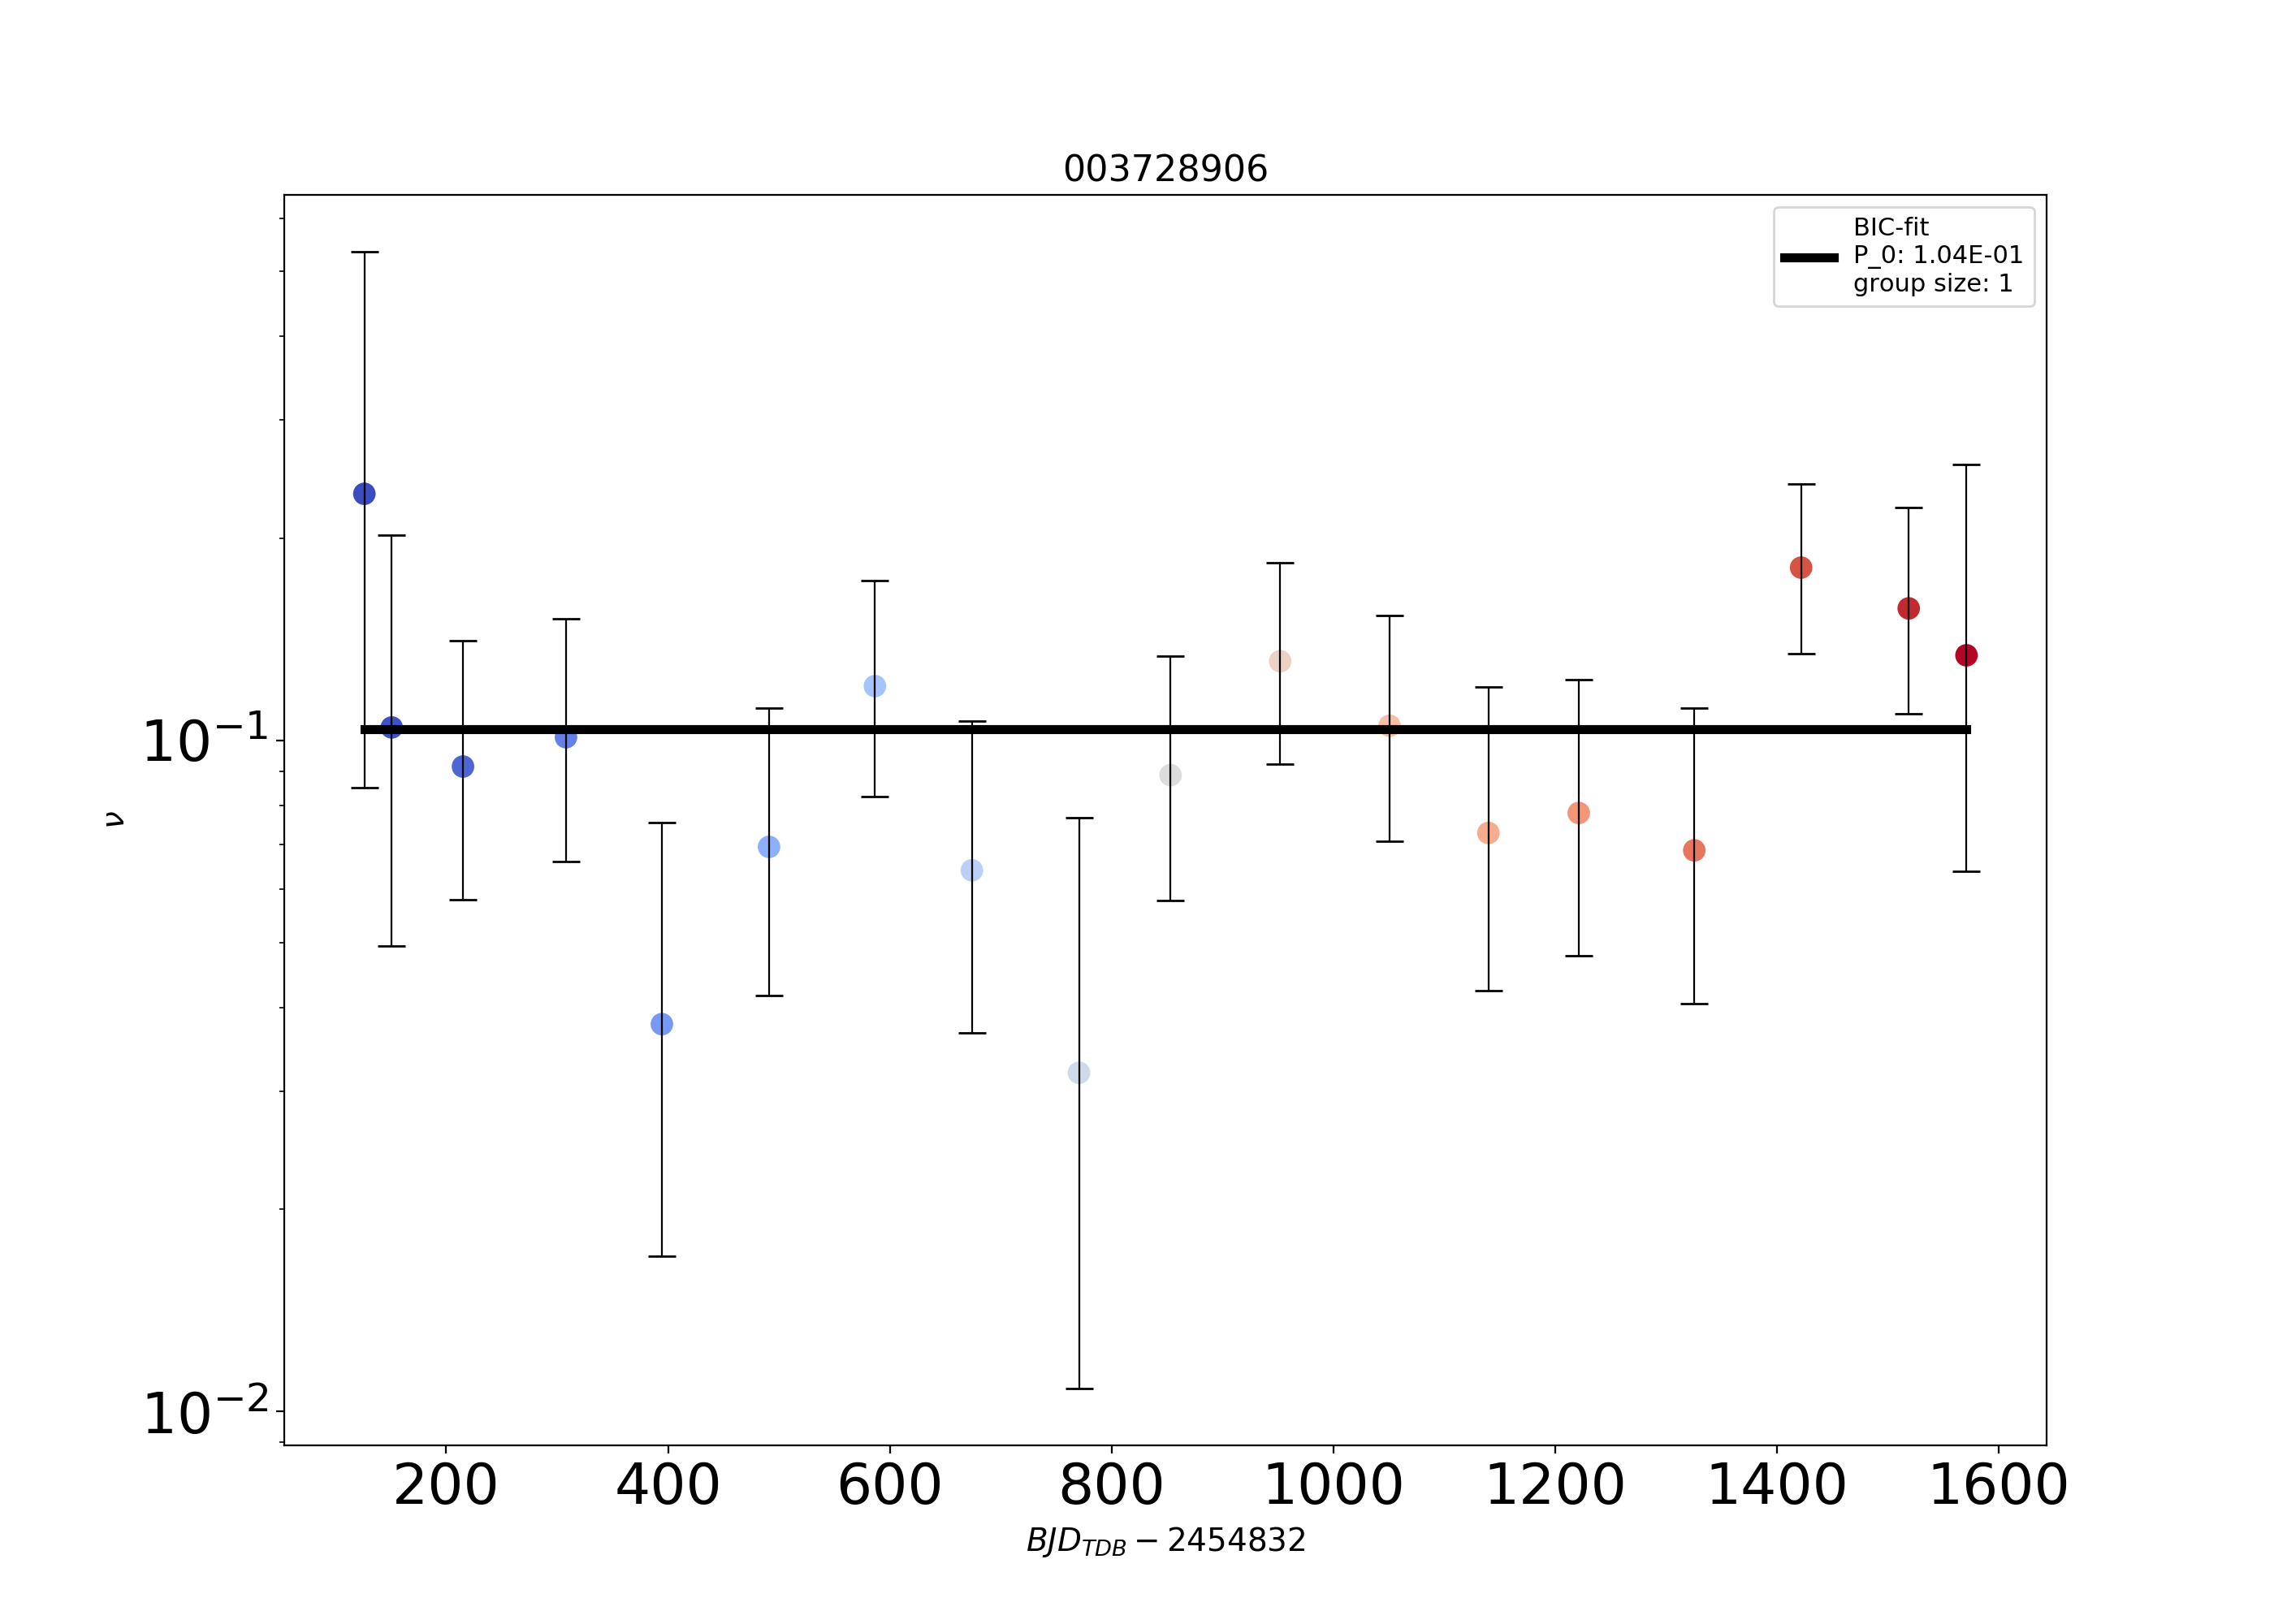 003728906
BIC-fit
P_0: 1.04E-01
group size: 1
10⁻¹
ν
10⁻²
200 400 600 800 1000 1200 1400 1600
BJD_TDB − 2454832